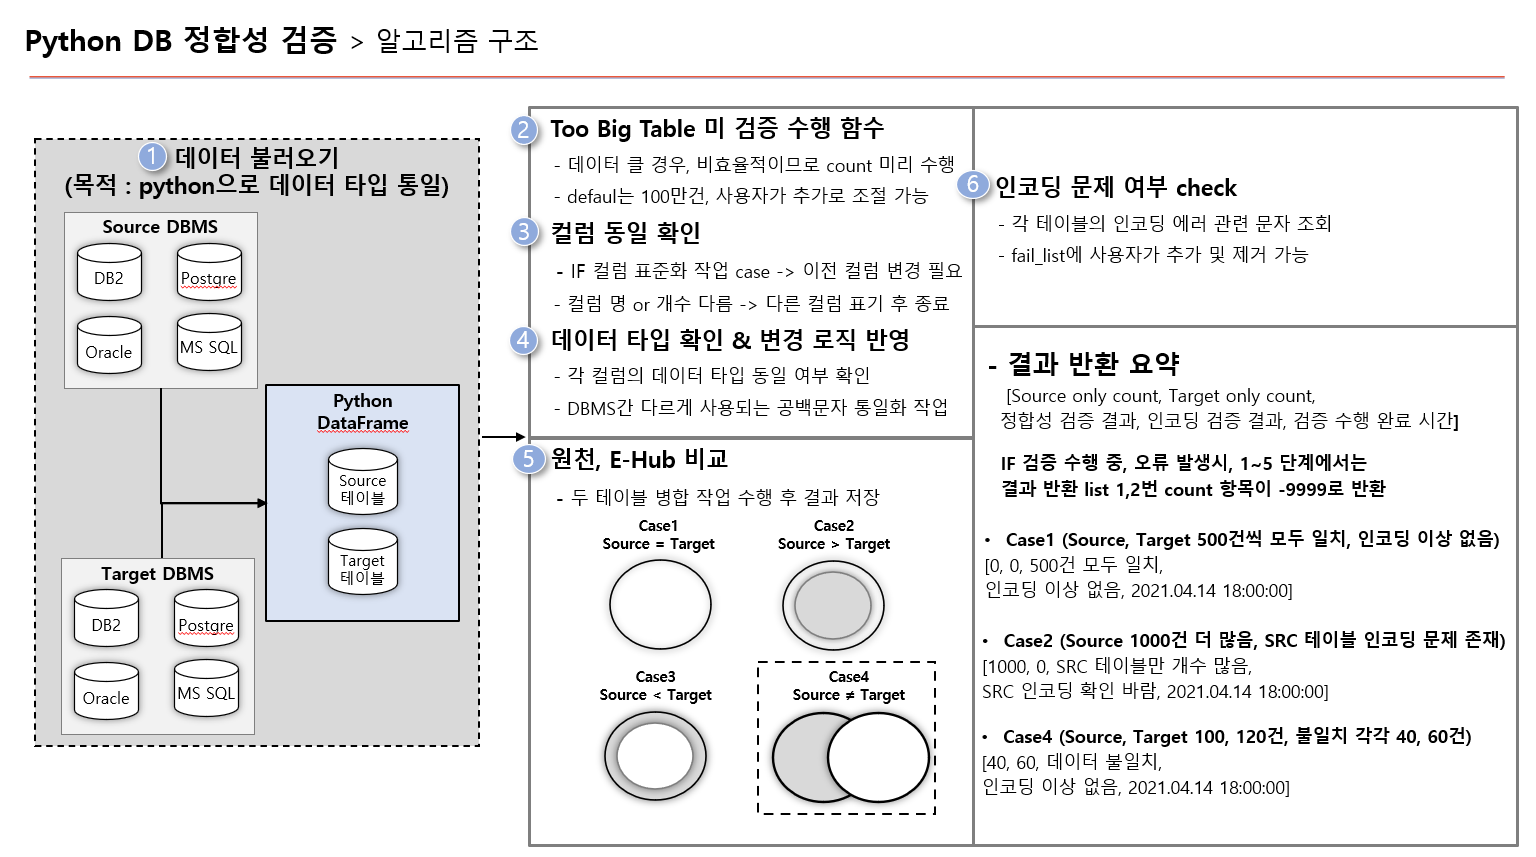 Python DB 정합성 검증 > 알고리즘 구조
1 데이터 불러오기
(목적 : python으로 데이터 타입 통일)
Source DBMS
DB2
Postgre
Oracle
MS SQL
Python
DataFrame
Source
테이블
Target
테이블
Target DBMS
DB2
Postgre
Oracle
MS SQL
2 Too Big Table 미 검증 수행 함수
- 데이터 클 경우, 비효율적이므로 count 미리 수행
- defaul는 100만건, 사용자가 추가로 조절 가능
3 컬럼 동일 확인
- IF 컬럼 표준화 작업 case -> 이전 컬럼 변경 필요
- 컬럼 명 or 개수 다름 -> 다른 컬럼 표기 후 종료
4 데이터 타입 확인 & 변경 로직 반영
- 각 컬럼의 데이터 타입 동일 여부 확인
- DBMS간 다르게 사용되는 공백문자 통일화 작업
5 원천, E-Hub 비교
- 두 테이블 병합 작업 수행 후 결과 저장
Case1
Source = Target
Case2
Source > Target
Case3
Source < Target
Case4
Source ≠ Target
6 인코딩 문제 여부 check
- 각 테이블의 인코딩 에러 관련 문자 조회
- fail_list에 사용자가 추가 및 제거 가능
- 결과 반환 요약
[Source only count, Target only count,
정합성 검증 결과, 인코딩 검증 결과, 검증 수행 완료 시간]
IF 검증 수행 중, 오류 발생시, 1~5 단계에서는
결과 반환 list 1,2번 count 항목이 -9999로 반환
• Case1 (Source, Target 500건씩 모두 일치, 인코딩 이상 없음)
[0, 0, 500건 모두 일치,
인코딩 이상 없음, 2021.04.14 18:00:00]
• Case2 (Source 1000건 더 많음, SRC 테이블 인코딩 문제 존재)
[1000, 0, SRC 테이블만 개수 많음,
SRC 인코딩 확인 바람, 2021.04.14 18:00:00]
• Case4 (Source, Target 100, 120건, 불일치 각각 40, 60건)
[40, 60, 데이터 불일치,
인코딩 이상 없음, 2021.04.14 18:00:00]